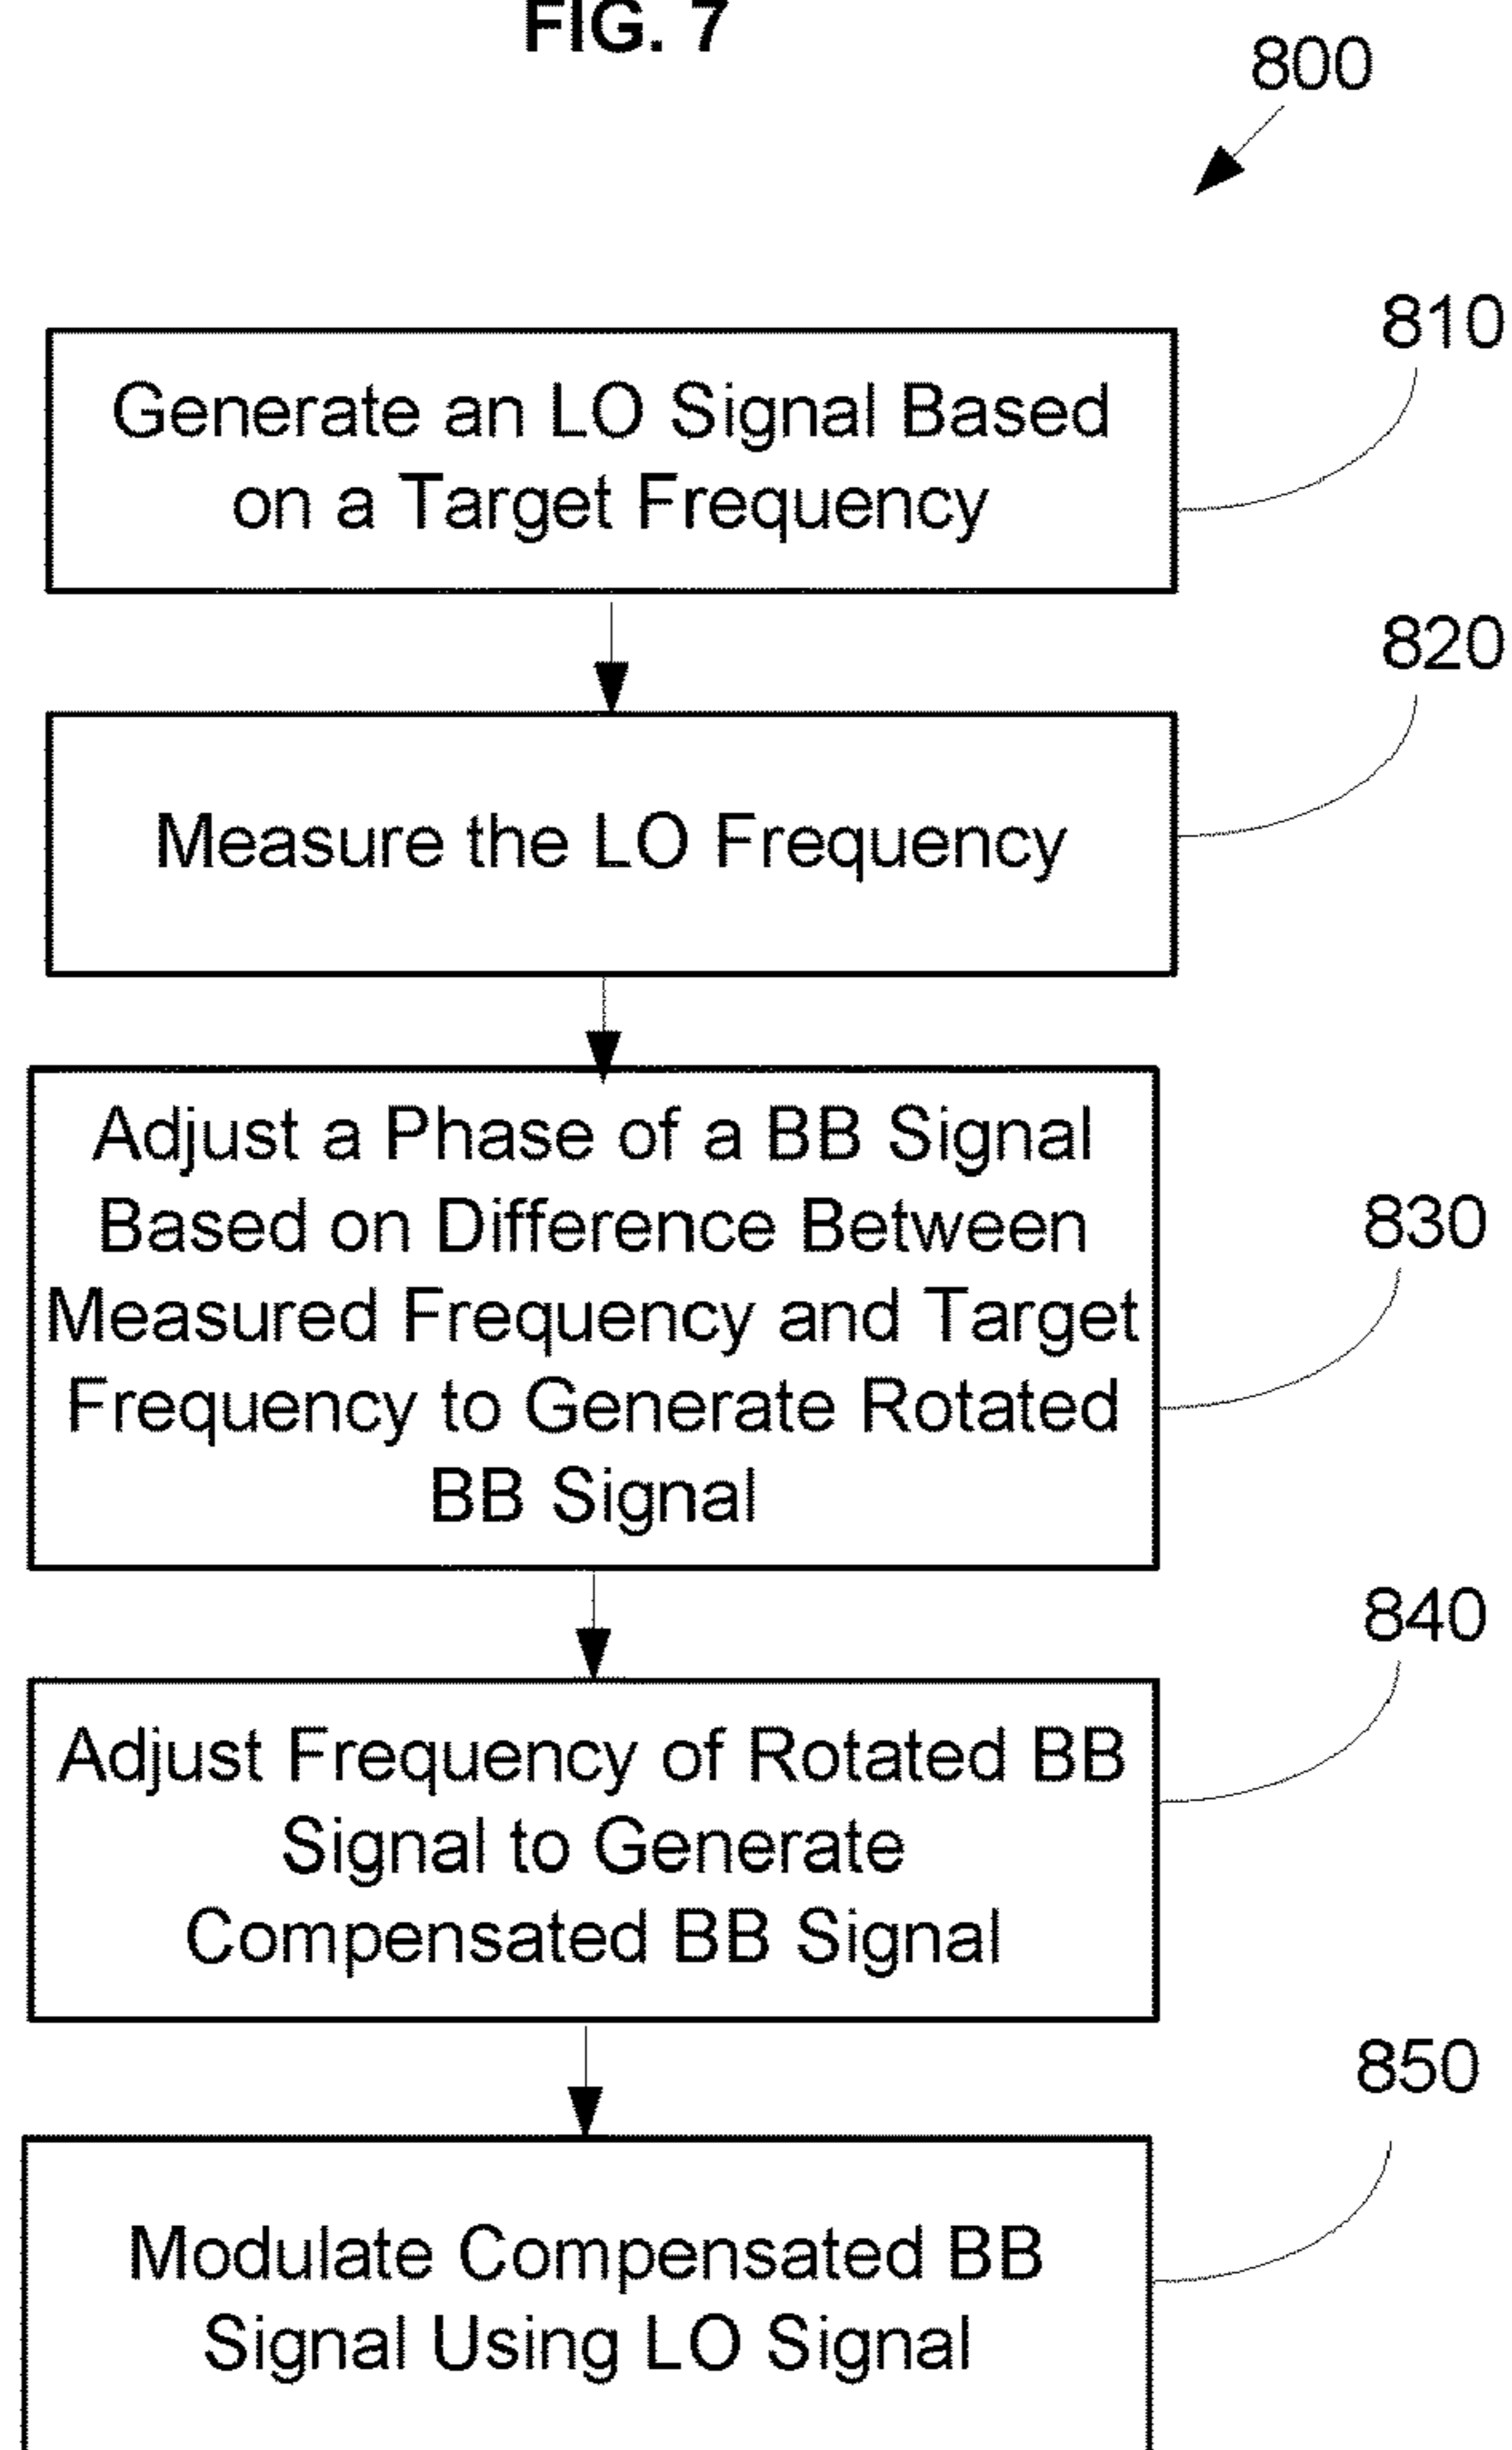 FIG. 7
800
810
Generate an LO Signal Based
on a Target Frequency
820
Measure the LO Frequency
Adjust a Phase of a BB Signal
Based on Difference Between
830
Measured Frequency and Target
Frequency to Generate Rotated
BB Signal
840
Adjust Frequency of Rotated BB
Signal to Generate
Compensated BB Signal
850
Modulate Compensated BB
Signal Using LO Signal